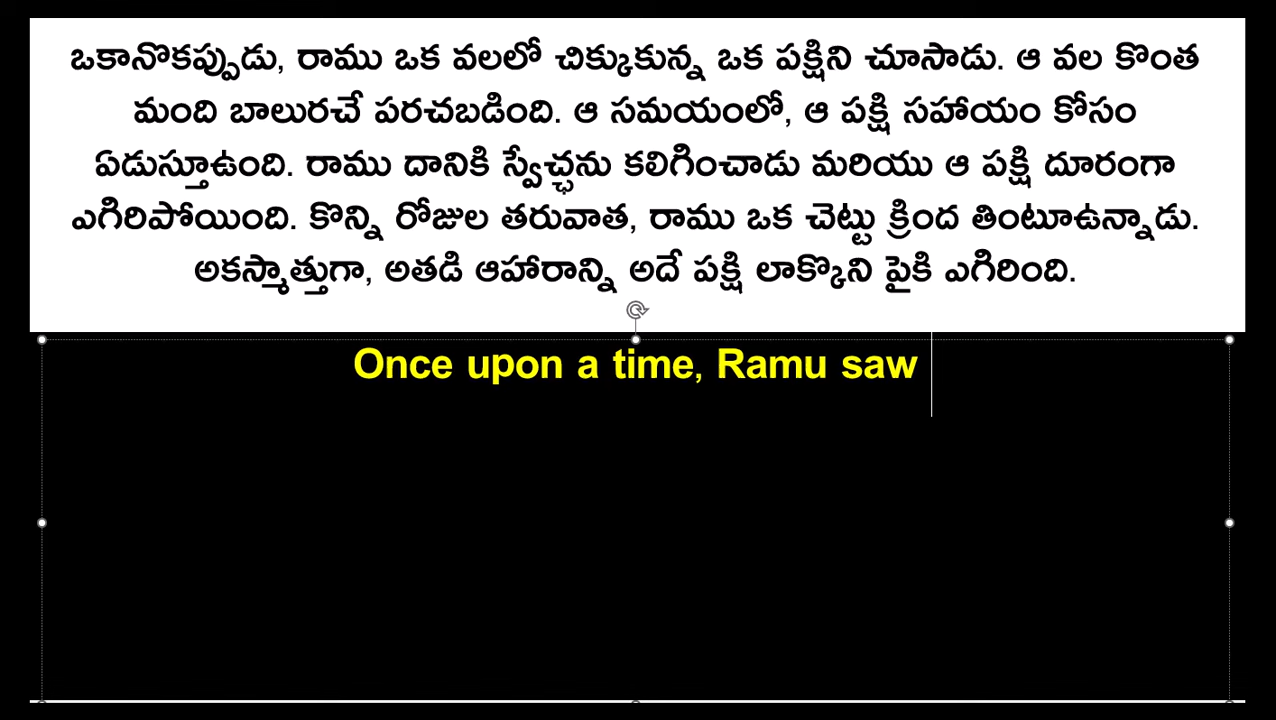 ఒకానొకప్పుడు, రాము ఒక వలలో చిక్కుకున్న ఒక పక్షిని చూసాడు. ఆ వల కొంత
మంది బాలురచే పరచబడింది. ఆ సమయంలో, ఆ పక్షి సహాయం కోసం
ఏడుస్తూఉంది. రాము దానికి స్వేచ్ఛను కలిగించాడు మరియు ఆ పక్షి దూరంగా
ఎగిరిపోయింది. కొన్ని రోజుల తరువాత, రాము ఒక చెట్టు క్రింద తింటూఉన్నాడు.
అకస్మాత్తుగా, అతడి ఆహారాన్ని అదే పక్షి లాక్కొని పైకి ఎగిరింది.
Once upon a time, Ramu saw